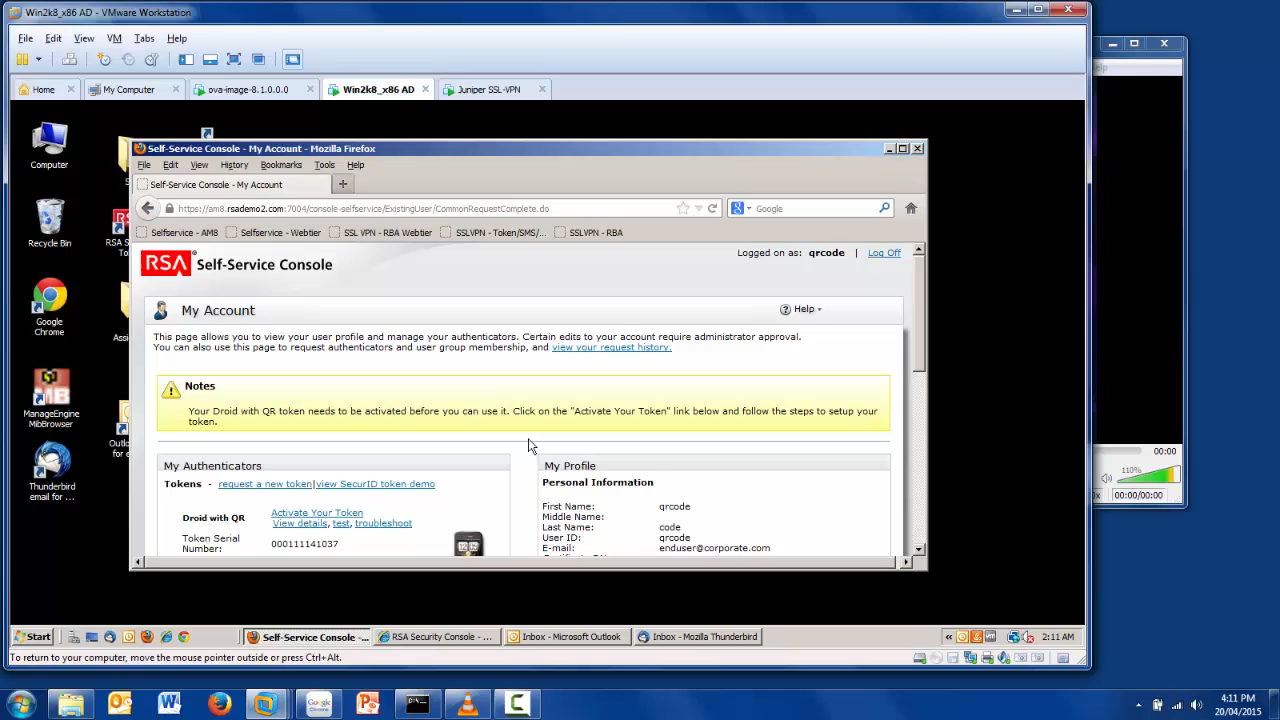 Win2k8_x86 AD - VMware Workstation
File Edit View VM Tabs Help
Home My Computer ova-image-8.1.0.0.0 Win2k8_x86 AD Juniper SSL-VPN
Computer
Recycle Bin
Google Chrome
ManageEngine MibBrowser
Thunderbird email for ...
Self-Service Console - My Account - Mozilla Firefox
File Edit View History Bookmarks Tools Help
Self-Service Console - My Account
https://am8.rsademo2.com:7004/console-selfservice/ExistingUser/CommonRequestComplete.do
Google
Selfservice - AM8 Selfservice - Webtier SSL VPN - RBA Webtier SSLVPN - Token/SMS/... SSLVPN - RBA
RSA Self-Service Console
Logged on as: qrcode | Log Off
My Account
Help
This page allows you to view your user profile and manage your authenticators. Certain edits to your account require administrator approval.
You can also use this page to request authenticators and user group membership, and view your request history.
Notes
Your Droid with QR token needs to be activated before you can use it. Click on the "Activate Your Token" link below and follow the steps to setup your
token.
My Authenticators
Tokens - request a new token|view SecurID token demo
Droid with QR
Activate Your Token
View details, test, troubleshoot
Token Serial
Number:
000111141037
My Profile
Personal Information
First Name: qrcode
Middle Name:
Last Name: code
User ID: qrcode
E-mail: enduser@corporate.com
Start Self-Service Console -... RSA Security Console - ... Inbox - Microsoft Outlook Inbox - Mozilla Thunderbird 2:11 AM
To return to your computer, move the mouse pointer outside or press Ctrl+Alt.
00:00
110%
00:00/00:00
4:11 PM
20/04/2015